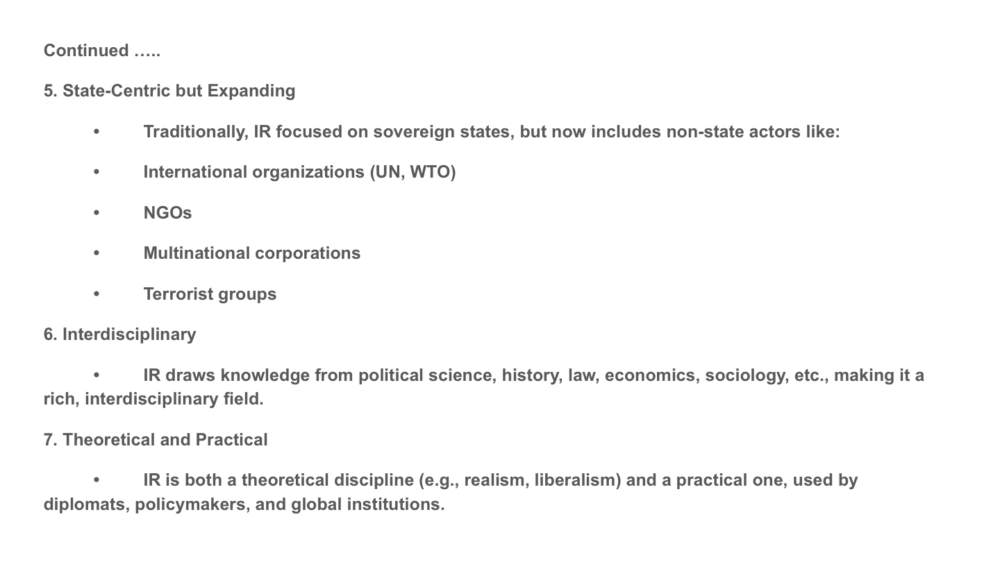 Continued …..
5. State-Centric but Expanding
• Traditionally, IR focused on sovereign states, but now includes non-state actors like:
• International organizations (UN, WTO)
• NGOs
• Multinational corporations
• Terrorist groups
6. Interdisciplinary
• IR draws knowledge from political science, history, law, economics, sociology, etc., making it a
rich, interdisciplinary field.
7. Theoretical and Practical
• IR is both a theoretical discipline (e.g., realism, liberalism) and a practical one, used by
diplomats, policymakers, and global institutions.